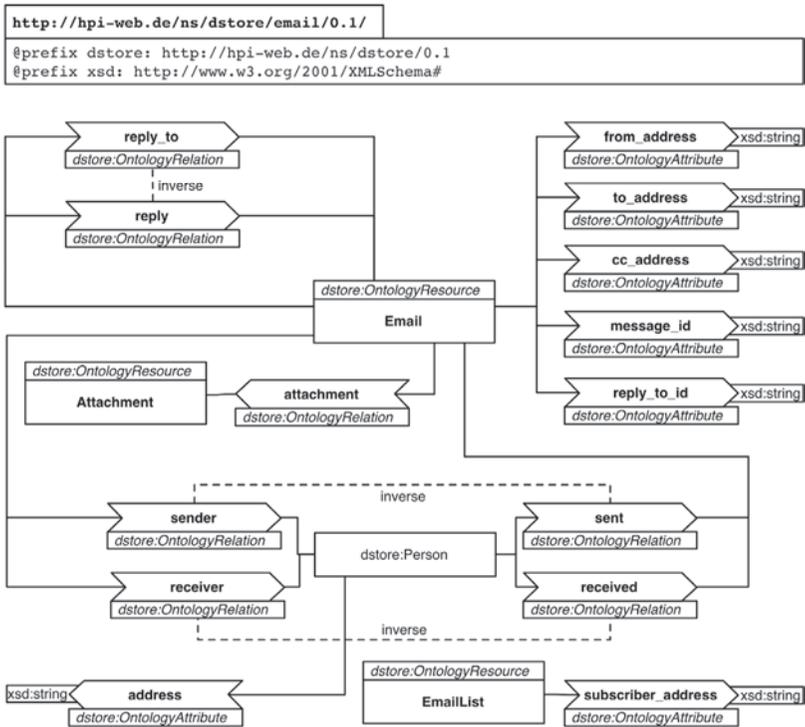 http://hpi-web.de/ns/dstore/email/0.1/
@prefix dstore: http://hpi-web.de/ns/dstore/0.1
@prefix xsd: http://www.w3.org/2001/XMLSchema#
reply_to
dstore:OntologyRelation
inverse
reply
dstore:OntologyRelation
from_address
xsd:string
dstore:OntologyAttribute
to_address
xsd:string
dstore:OntologyAttribute
cc_address
xsd:string
dstore:OntologyAttribute
message_id
xsd:string
dstore:OntologyAttribute
reply_to_id
xsd:string
dstore:OntologyAttribute
dstore:OntologyResource
Email
dstore:OntologyResource
Attachment
attachment
dstore:OntologyRelation
inverse
sender
dstore:OntologyRelation
sent
dstore:OntologyRelation
dstore:Person
receiver
dstore:OntologyRelation
received
dstore:OntologyRelation
inverse
xsd:string
address
dstore:OntologyAttribute
dstore:OntologyResource
EmailList
subscriber_address
xsd:string
dstore:OntologyAttribute